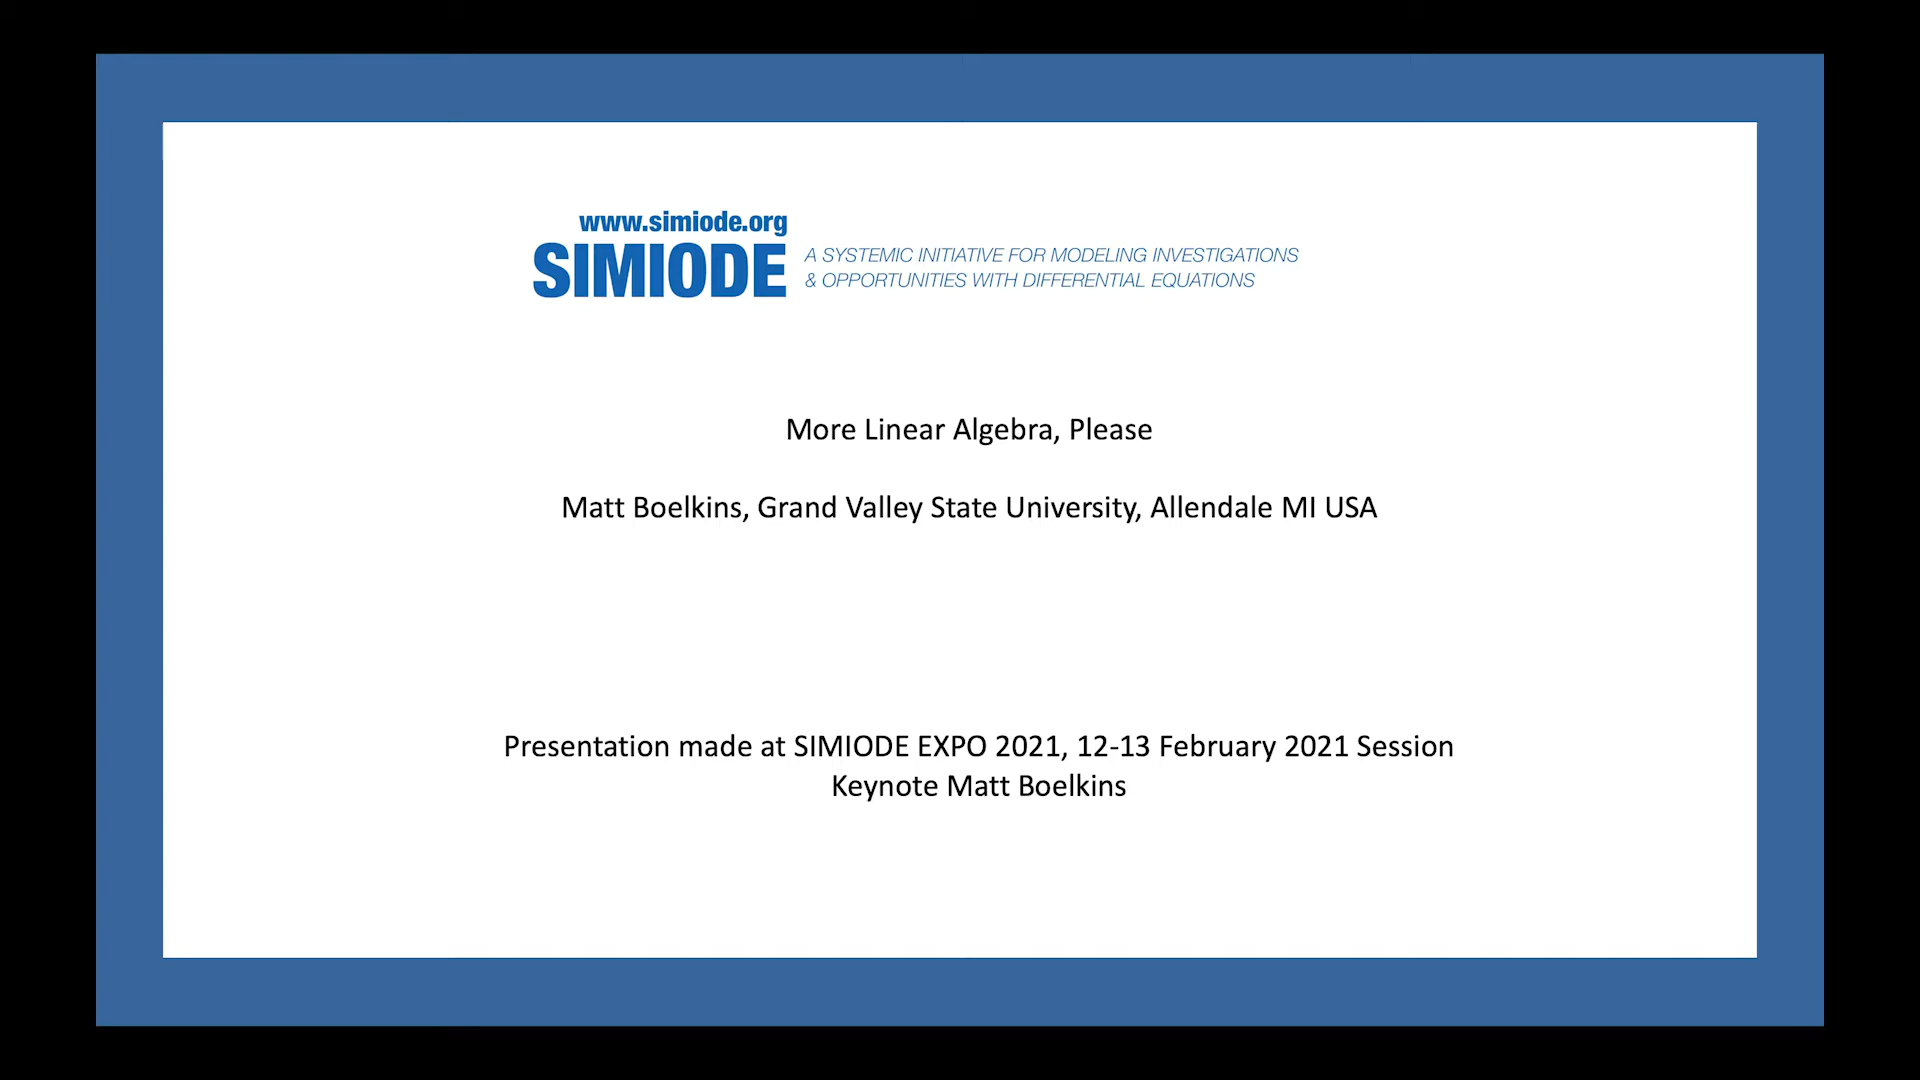 www.simiode.org
SIMIODE
A SYSTEMIC INITIATIVE FOR MODELING INVESTIGATIONS
& OPPORTUNITIES WITH DIFFERENTIAL EQUATIONS
More Linear Algebra, Please
Matt Boelkins, Grand Valley State University, Allendale MI USA
Presentation made at SIMIODE EXPO 2021, 12-13 February 2021 Session
Keynote Matt Boelkins